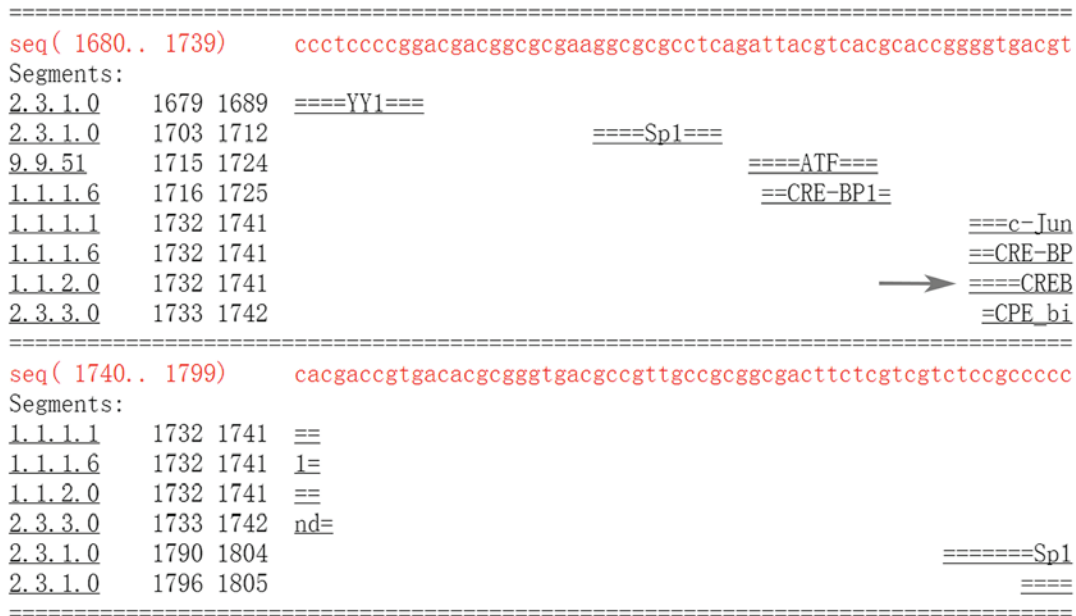 ==================================================================================
seq( 1680.. 1739) ccctccccggacgacggcgcgaaggcgcgcctcagattacgtcacgcaccggggtgacgt
Segments:
2.3.1.0 1679 1689 ====YY1===
2.3.1.0 1703 1712 ====Sp1===
9.9.51 1715 1724 ====ATF===
1.1.1.6 1716 1725 ==CRE-BP1=
1.1.1.1 1732 1741 ===c-Jun
1.1.1.6 1732 1741 ==CRE-BP
1.1.2.0 1732 1741 ====CREB
2.3.3.0 1733 1742 =CPE_bi
==================================================================================
seq( 1740.. 1799) cacgaccgtgacacgcgggtgacgccgttgccgcggcgacttctcgtcgtctccgccccc
Segments:
1.1.1.1 1732 1741 ==
1.1.1.6 1732 1741 1=
1.1.2.0 1732 1741 ==
2.3.3.0 1733 1742 nd=
2.3.1.0 1790 1804 =======Sp1
2.3.1.0 1796 1805 ====
==================================================================================